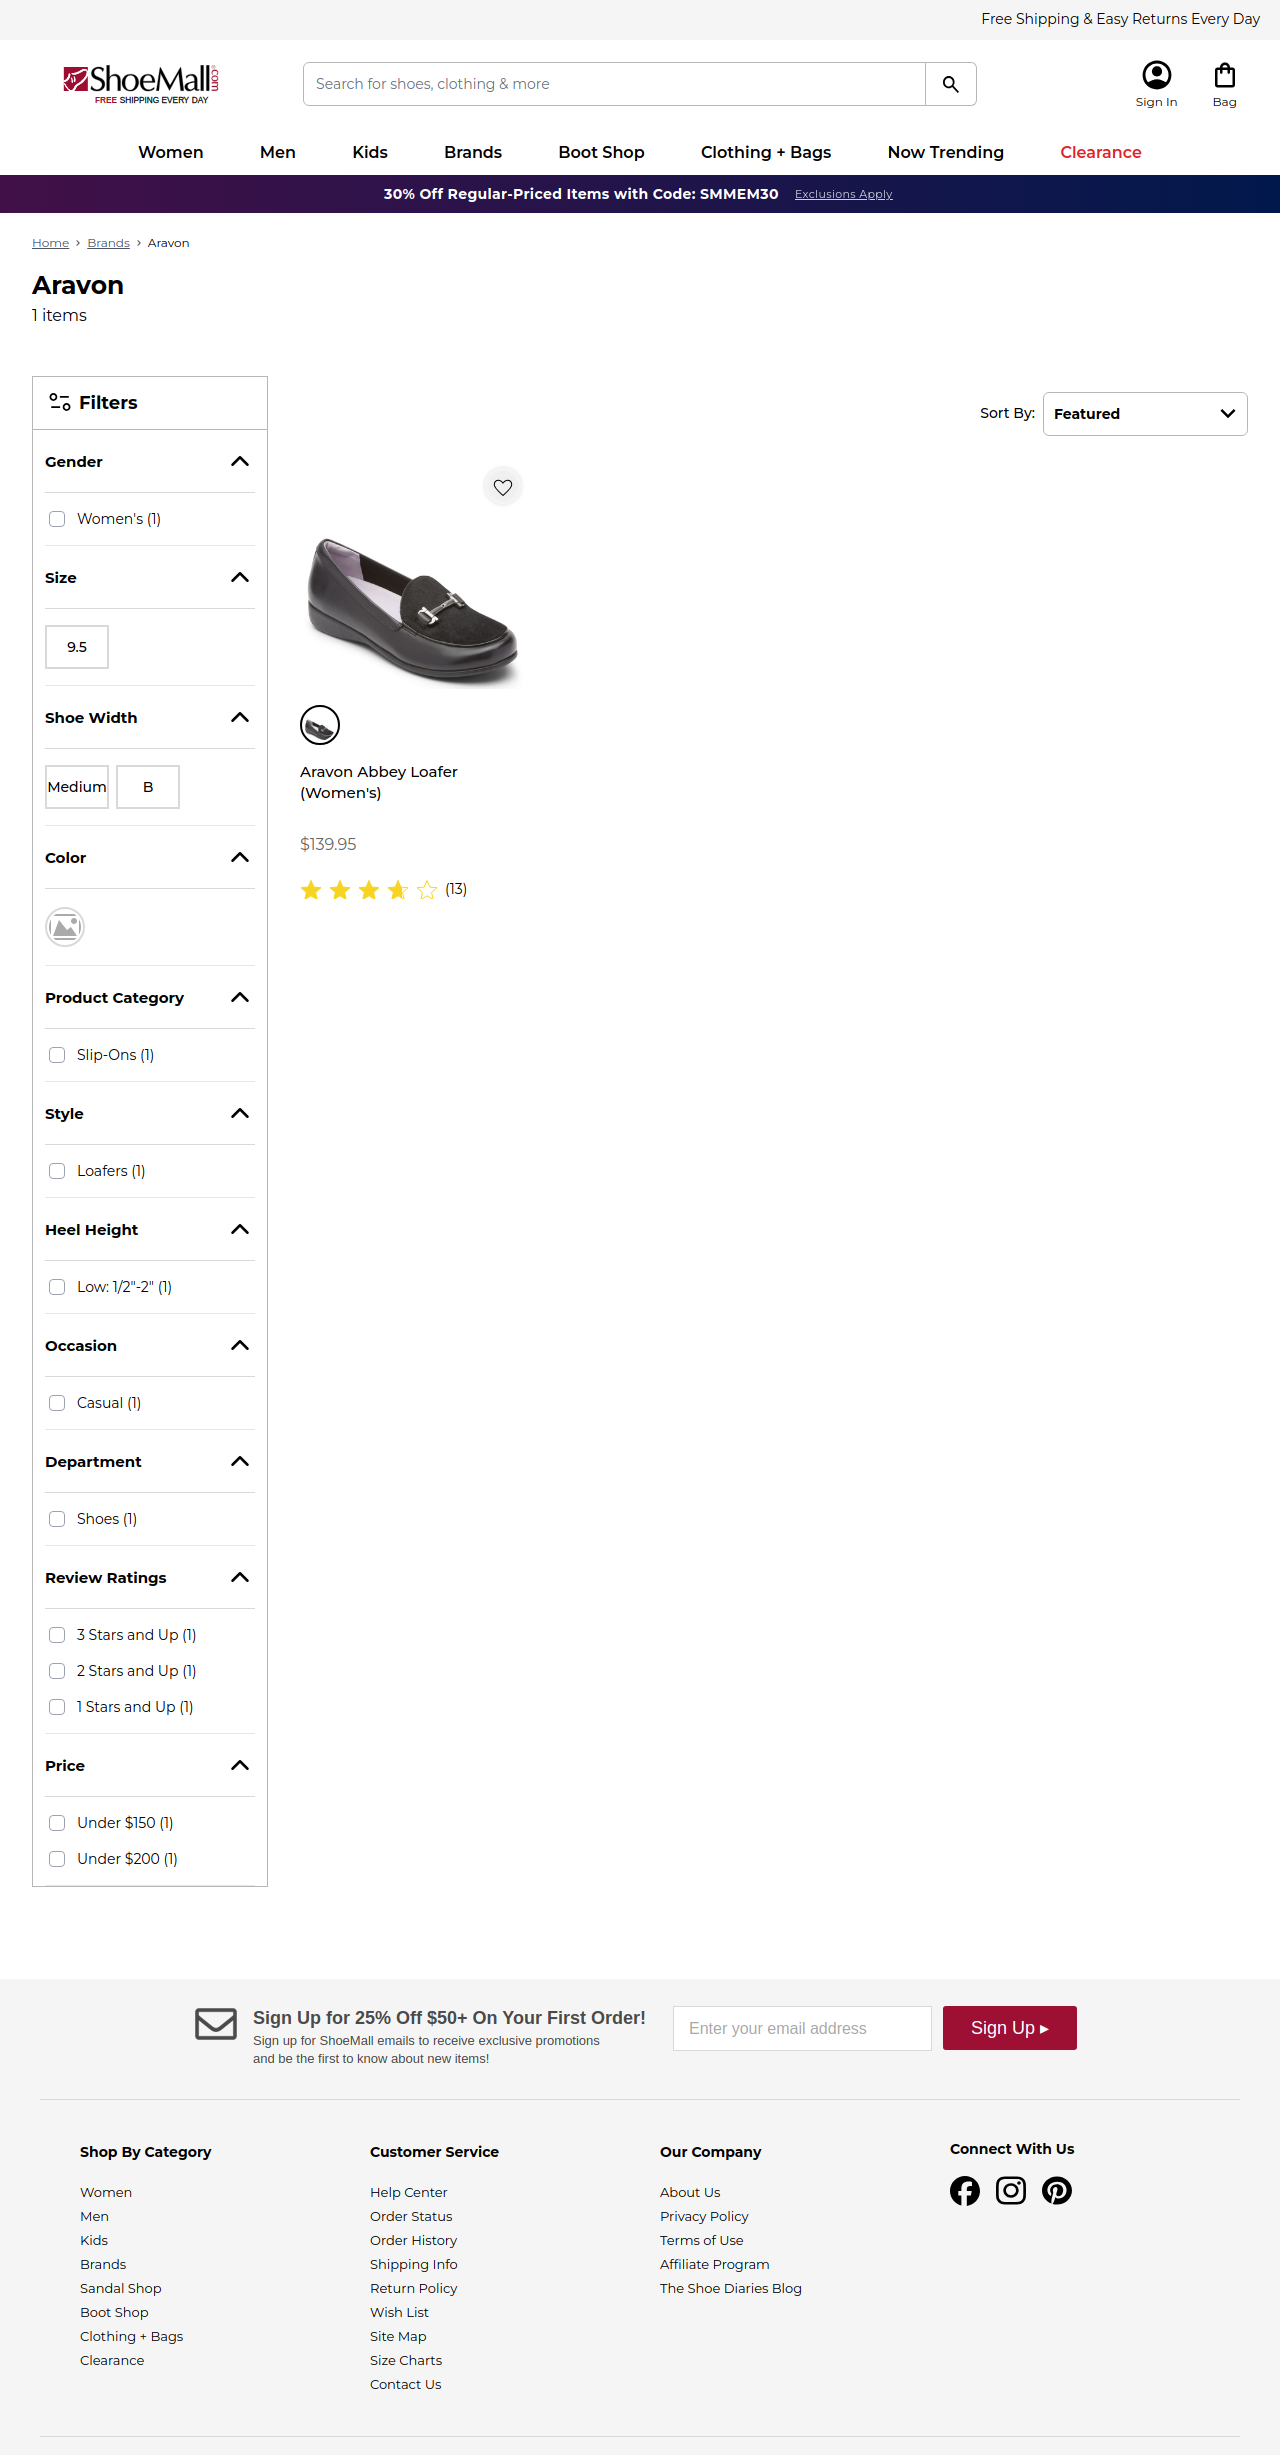 Free Shipping & Easy Returns Every Day
ShoeMall.com
FREE SHIPPING EVERY DAY
Search for shoes, clothing & more
Sign In
Bag
Women
Men
Kids
Brands
Boot Shop
Clothing + Bags
Now Trending
Clearance
30% Off Regular-Priced Items with Code: SMMEM30 Exclusions Apply
Home › Brands › Aravon
Aravon
1 items
Filters
Sort By:
Featured
Gender
Women's (1)
Size
9.5
Shoe Width
Medium
B
Color
Product Category
Slip-Ons (1)
Style
Loafers (1)
Heel Height
Low: 1/2"-2" (1)
Occasion
Casual (1)
Department
Shoes (1)
Review Ratings
3 Stars and Up (1)
2 Stars and Up (1)
1 Stars and Up (1)
Price
Under $150 (1)
Under $200 (1)
Aravon Abbey Loafer
(Women's)
$139.95
(13)
Sign Up for 25% Off $50+ On Your First Order!
Sign up for ShoeMall emails to receive exclusive promotions
and be the first to know about new items!
Enter your email address
Sign Up ▸
Shop By Category
Women
Men
Kids
Brands
Sandal Shop
Boot Shop
Clothing + Bags
Clearance
Customer Service
Help Center
Order Status
Order History
Shipping Info
Return Policy
Wish List
Site Map
Size Charts
Contact Us
Our Company
About Us
Privacy Policy
Terms of Use
Affiliate Program
The Shoe Diaries Blog
Connect With Us